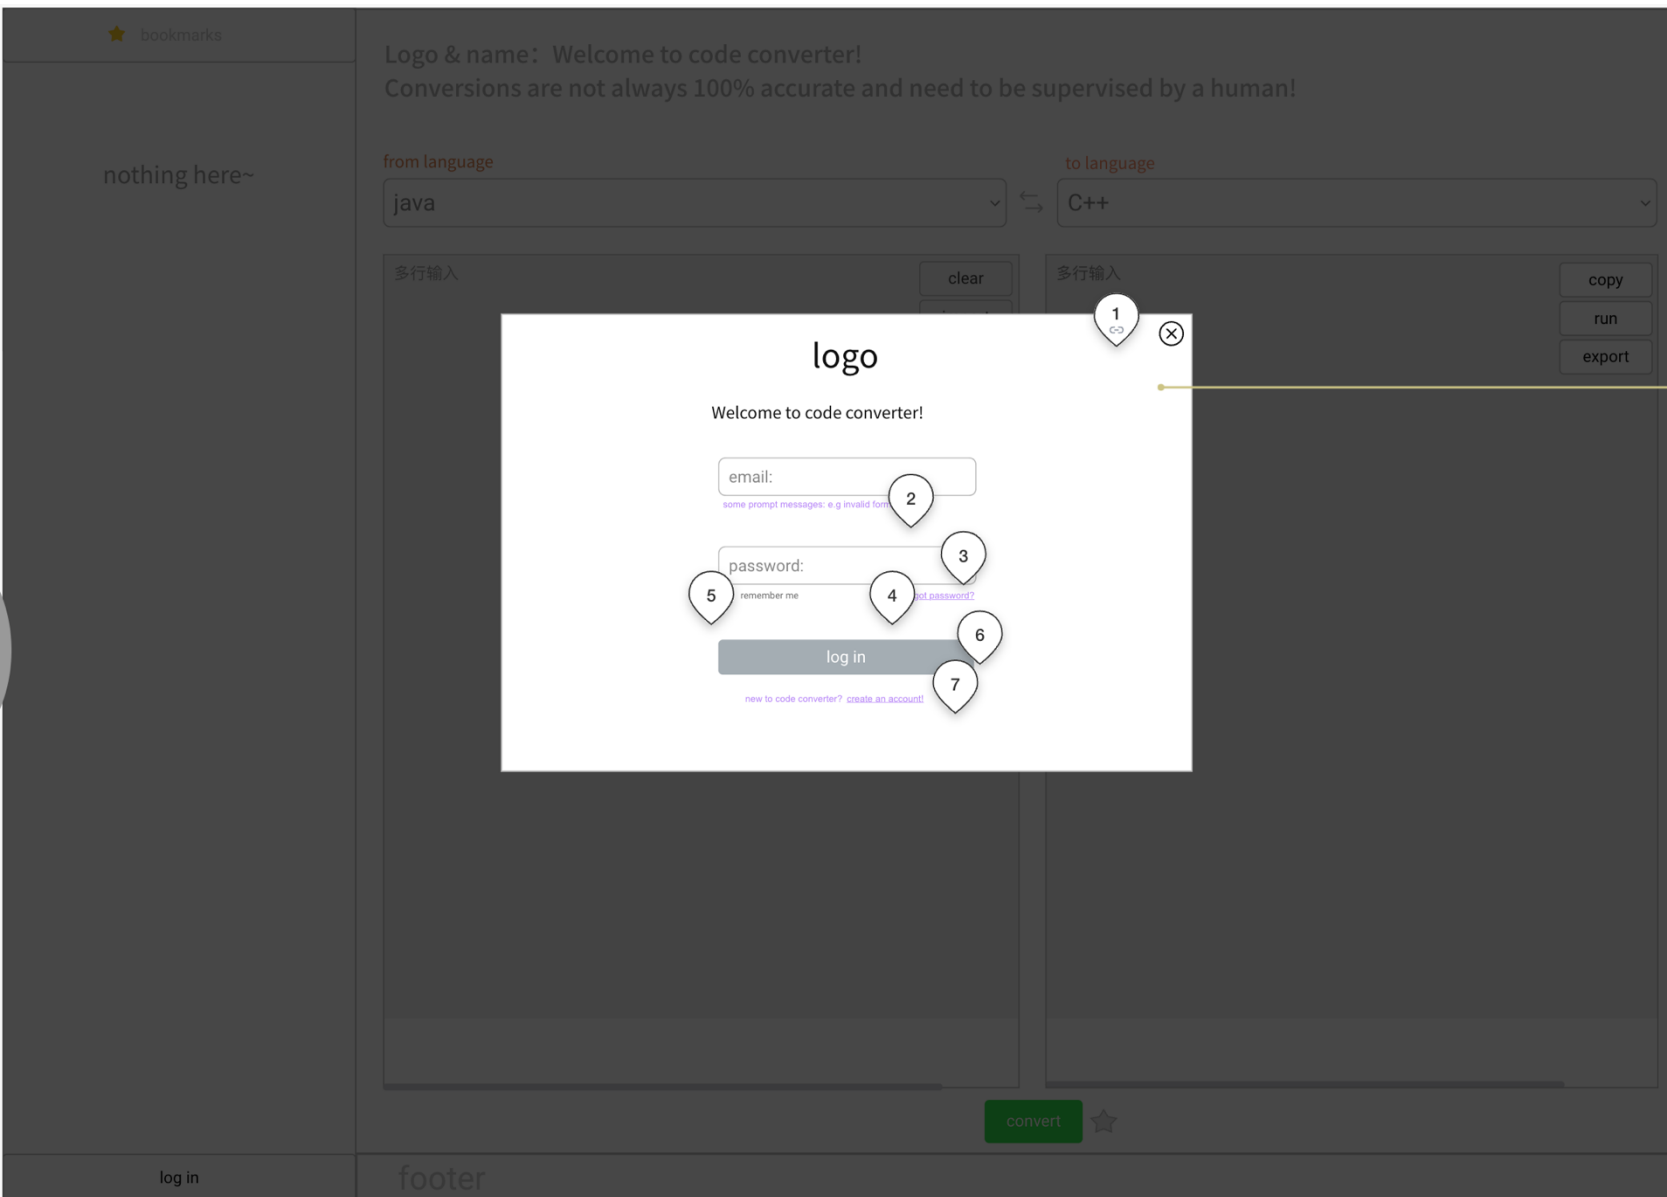 bookmarks
Logo & name：Welcome to code converter!
Conversions are not always 100% accurate and need to be supervised by a human!
nothing here~
from language
to language
java
C++
多行输入
clear
多行输入
copy
run
export
1
logo
Welcome to code converter!
email:
2
some prompt messages: e.g invalid for
password:
3
5
remember me
4
got password?
6
log in
7
new to code converter? create an account!
convert
log in
footer